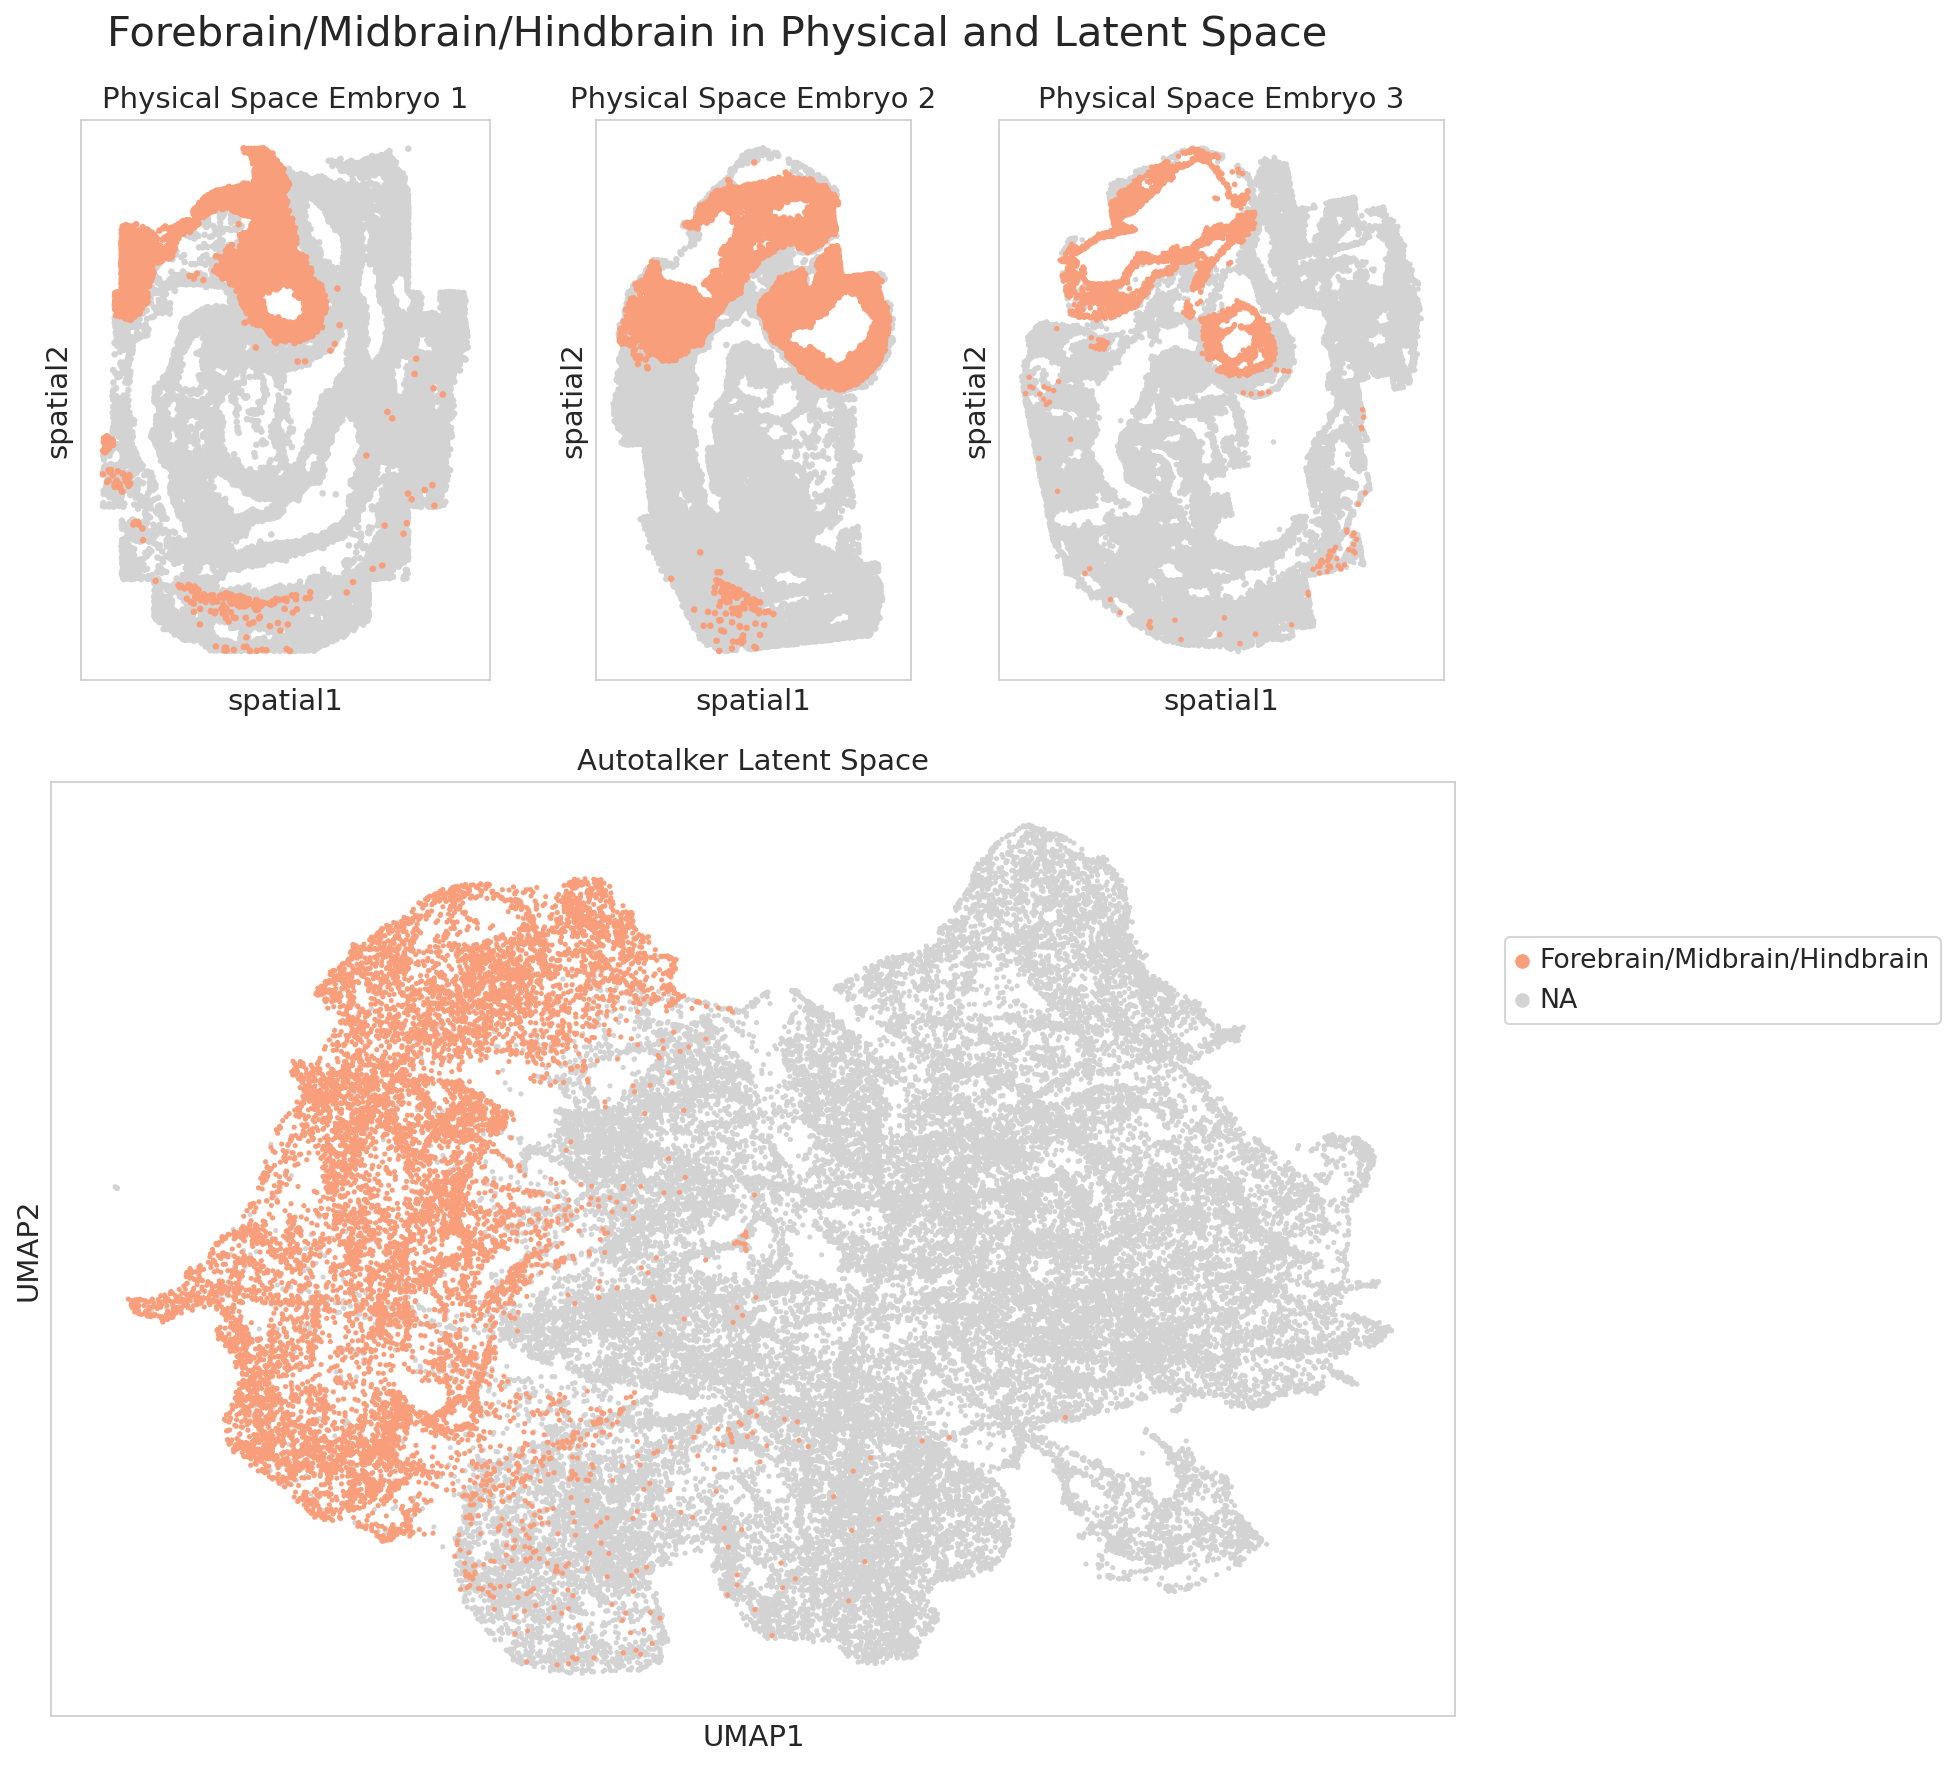 Forebrain/Midbrain/Hindbrain in Physical and Latent Space
Physical Space Embryo 1
Physical Space Embryo 2
Physical Space Embryo 3
spatial2
spatial2
spatial2
spatial1
spatial1
spatial1
Autotalker Latent Space
Forebrain/Midbrain/Hindbrain
NA
UMAP2
UMAP1